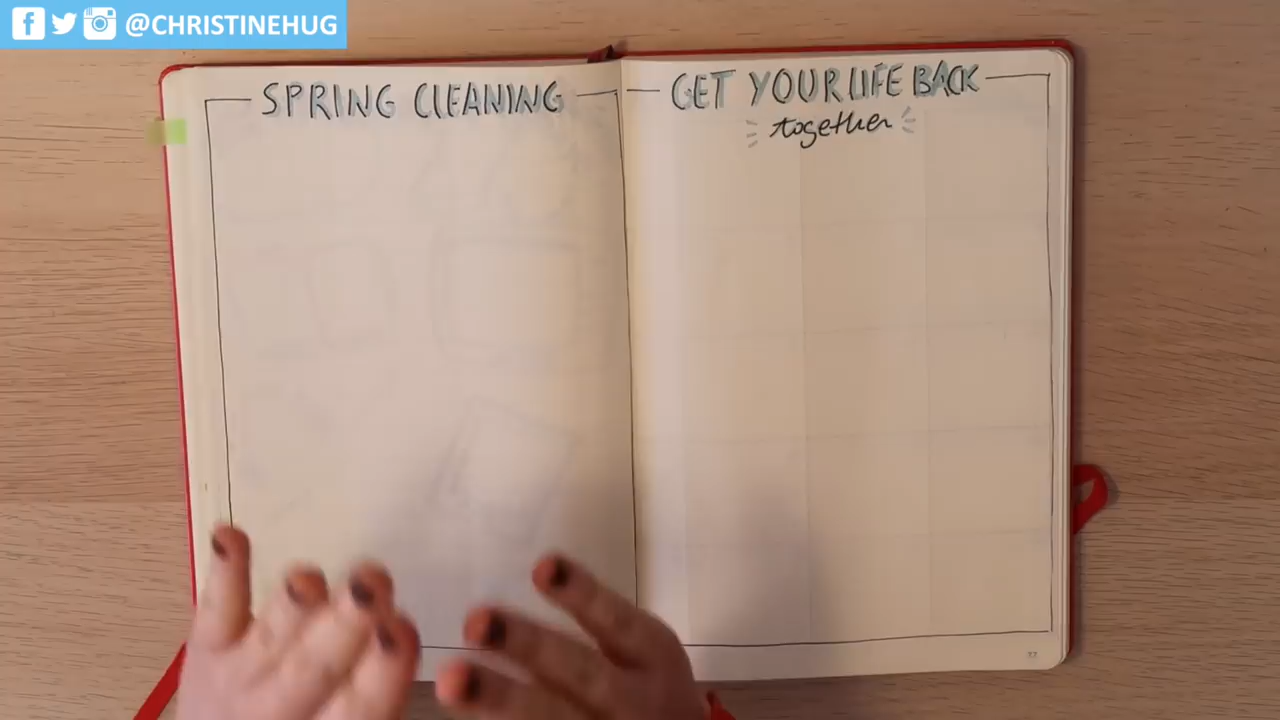 @CHRISTINEHUG
SPRING CLEANING
GET YOUR LIFE BACK
together